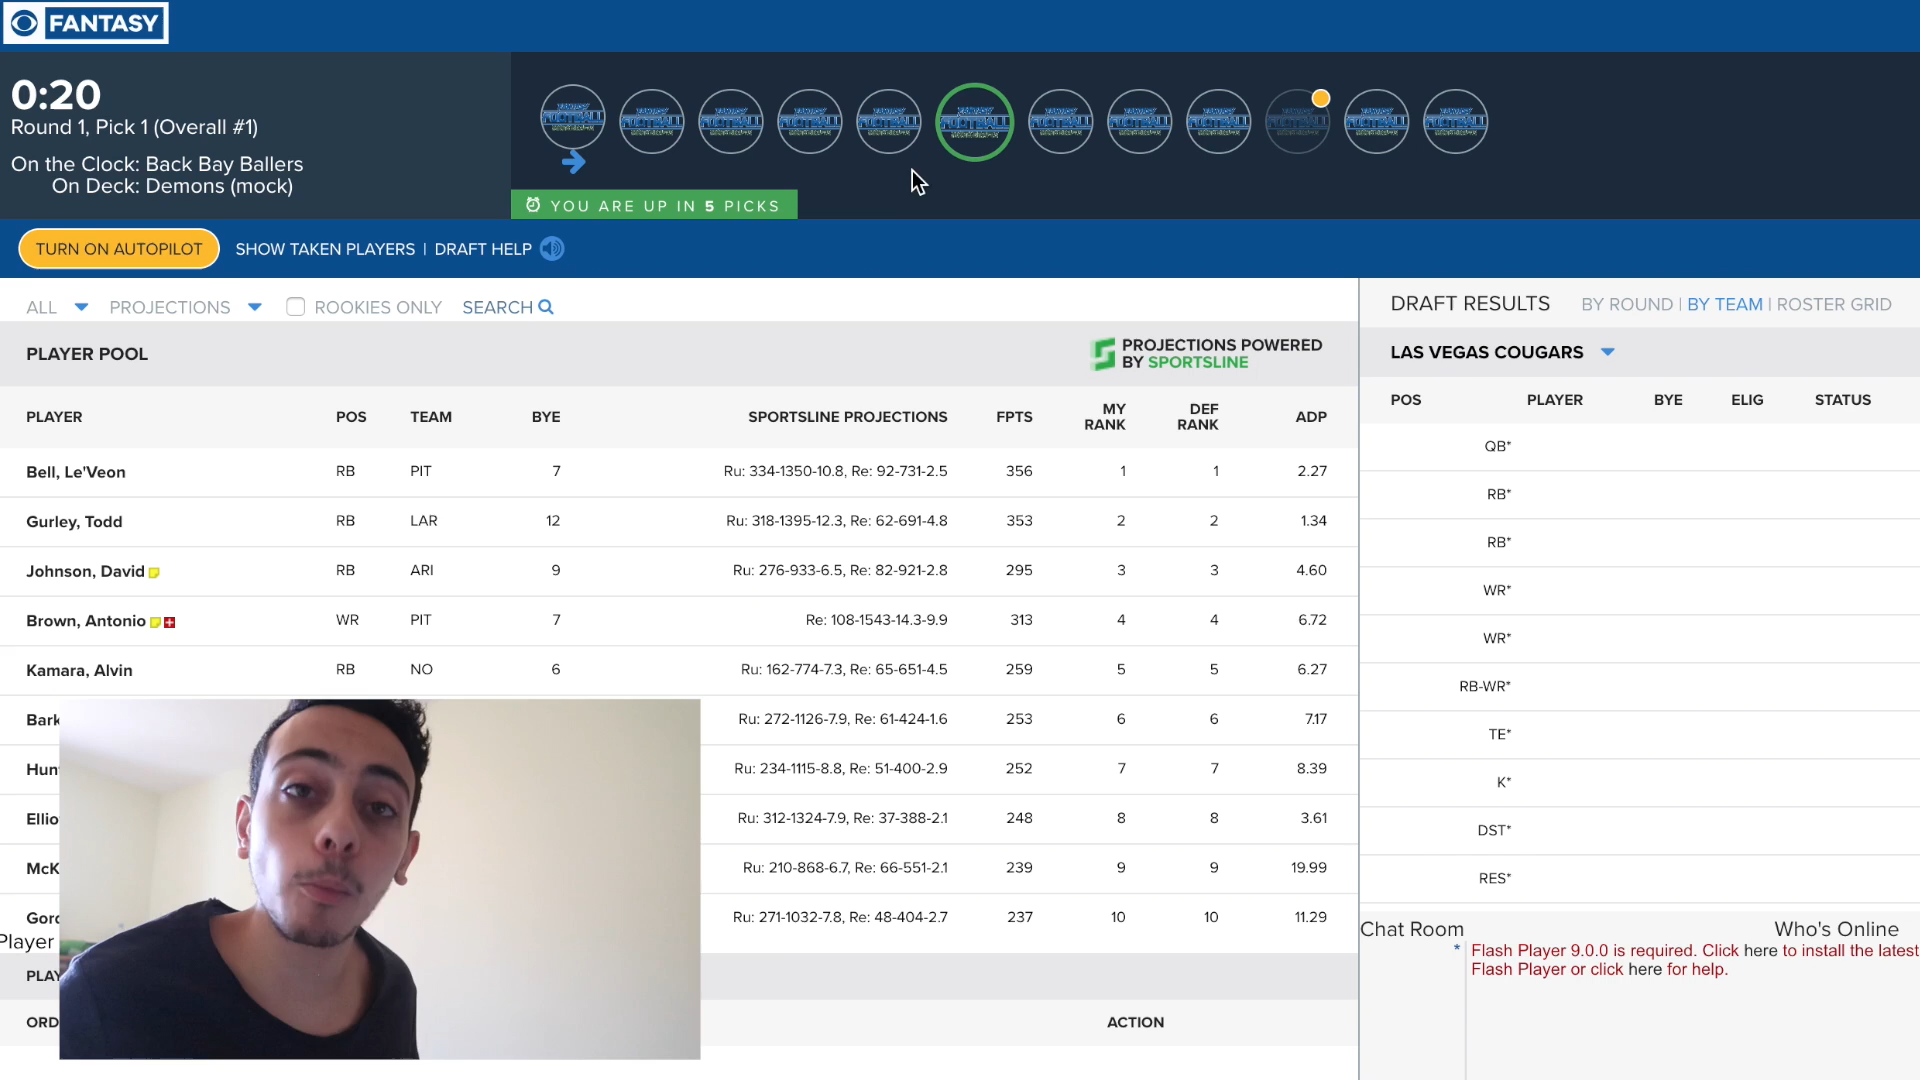 FANTASY
0:20
Round 1, Pick 1 (Overall #1)
On the Clock: Back Bay Ballers
On Deck: Demons (mock)
YOU ARE UP IN 5 PICKS
TURN ON AUTOPILOT SHOW TAKEN PLAYERS | DRAFT HELP
ALL PROJECTIONS ROOKIES ONLY SEARCH
PLAYER POOL PROJECTIONS POWERED BY SPORTSLINE
PLAYER POS TEAM BYE SPORTSLINE PROJECTIONS FPTS MY RANK DEF RANK ADP
Bell, Le'Veon RB PIT 7 Ru: 334-1350-10.8, Re: 92-731-2.5 356 1 1 2.27
Gurley, Todd RB LAR 12 Ru: 318-1395-12.3, Re: 62-691-4.8 353 2 2 1.34
Johnson, David RB ARI 9 Ru: 276-933-6.5, Re: 82-921-2.8 295 3 3 4.60
Brown, Antonio WR PIT 7 Re: 108-1543-14.3-9.9 313 4 4 6.72
Kamara, Alvin RB NO 6 Ru: 162-774-7.3, Re: 65-651-4.5 259 5 5 6.27
Bark Ru: 272-1126-7.9, Re: 61-424-1.6 253 6 6 7.17
Hun Ru: 234-1115-8.8, Re: 51-400-2.9 252 7 7 8.39
Ellio Ru: 312-1324-7.9, Re: 37-388-2.1 248 8 8 3.61
McK Ru: 210-868-6.7, Re: 66-551-2.1 239 9 9 19.99
Gord Ru: 271-1032-7.8, Re: 48-404-2.7 237 10 10 11.29
Player
PLAY
ORD ACTION
DRAFT RESULTS BY ROUND | BY TEAM | ROSTER GRID
LAS VEGAS COUGARS
POS PLAYER BYE ELIG STATUS
QB*
RB*
RB*
WR*
WR*
RB-WR*
TE*
K*
DST*
RES*
Chat Room Who's Online
* Flash Player 9.0.0 is required. Click here to install the latest
Flash Player or click here for help.